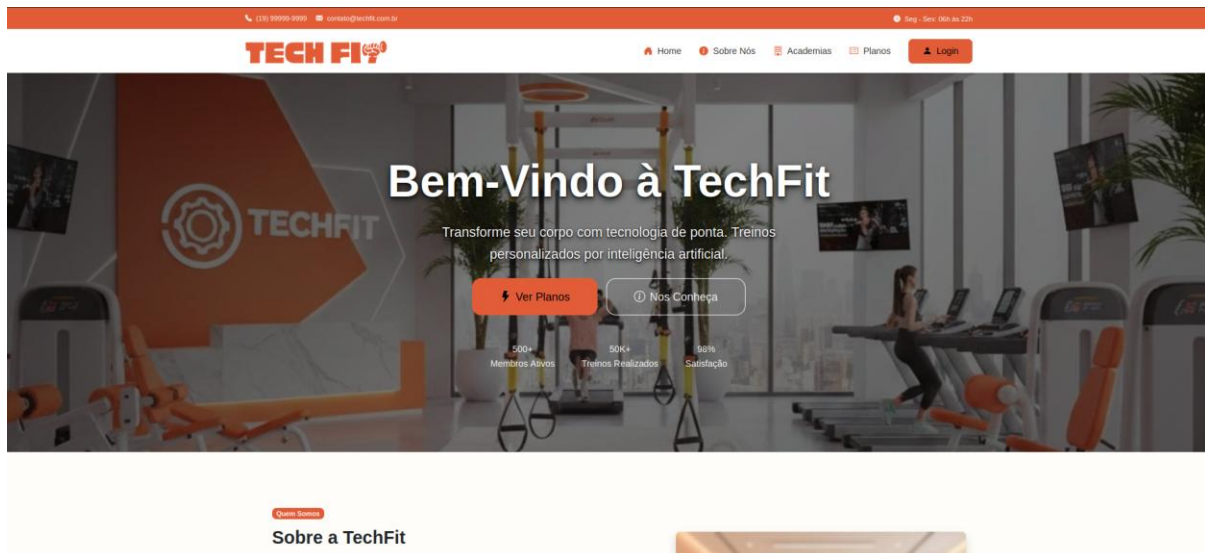 (19) 99999-9999 contato@techfit.com.br
Seg - Sex: 06h às 22h
TECH FIT
Home Sobre Nós Academias Planos Login
TECHFIT
Bem-Vindo à TechFit
Transforme seu corpo com tecnologia de ponta. Treinos
personalizados por inteligência artificial.
Ver Planos Nos Conheça
500+ 50K+ 98%
Membros Ativos Treinos Realizados Satisfação
Quem Somos
Sobre a TechFit